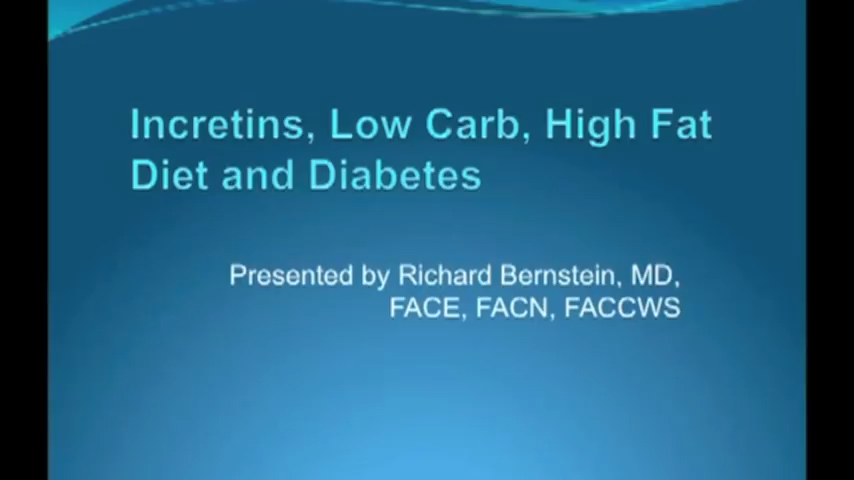 Incretins, Low Carb, High Fat
Diet and Diabetes
Presented by Richard Bernstein, MD,
FACE, FACN, FACCWS